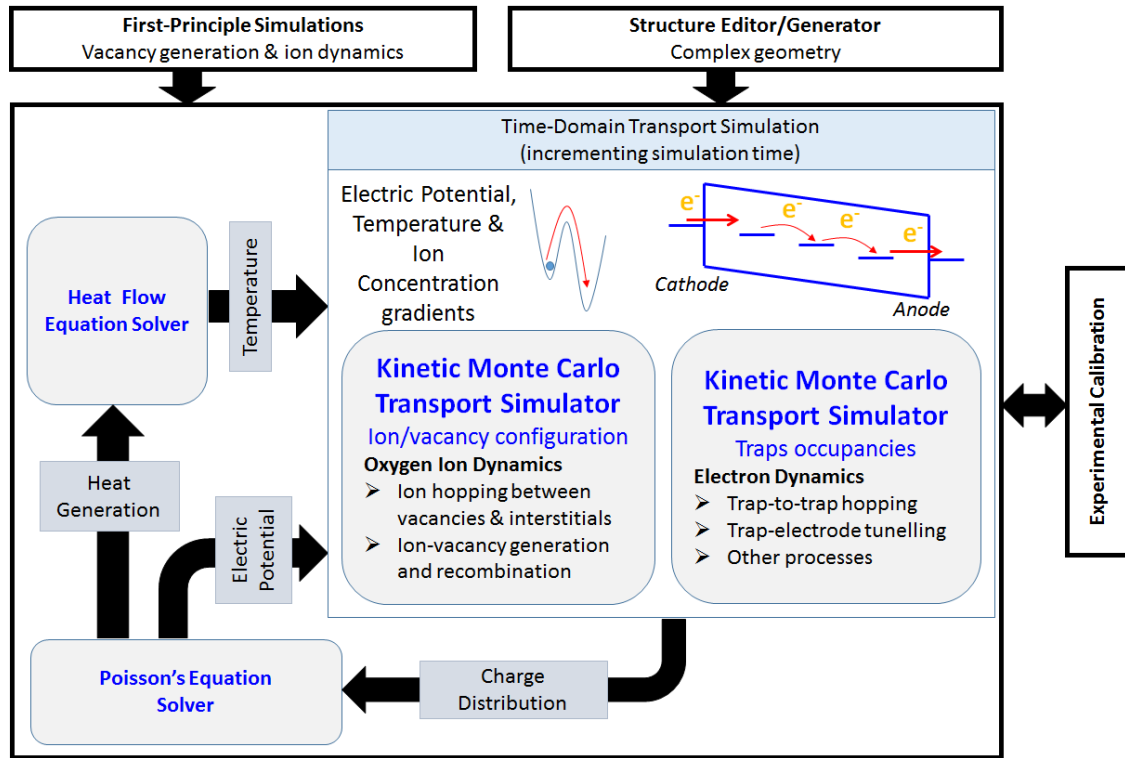 First-Principle Simulations
Vacancy generation & ion dynamics
Structure Editor/Generator
Complex geometry
Time-Domain Transport Simulation
(incrementing simulation time)
Electric Potential,
Temperature &
Ion
Concentration
gradients
e-
e-
e-
e-
Cathode
Anode
Heat Flow
Equation Solver
Temperature
Kinetic Monte Carlo
Transport Simulator
Ion/vacancy configuration
Oxygen Ion Dynamics
➢ Ion hopping between
vacancies & interstitials
➢ Ion-vacancy generation
and recombination
Kinetic Monte Carlo
Transport Simulator
Traps occupancies
Electron Dynamics
➢ Trap-to-trap hopping
➢ Trap-electrode tunelling
➢ Other processes
Experimental Calibration
Heat
Generation
Electric
Potential
Poisson's Equation
Solver
Charge
Distribution